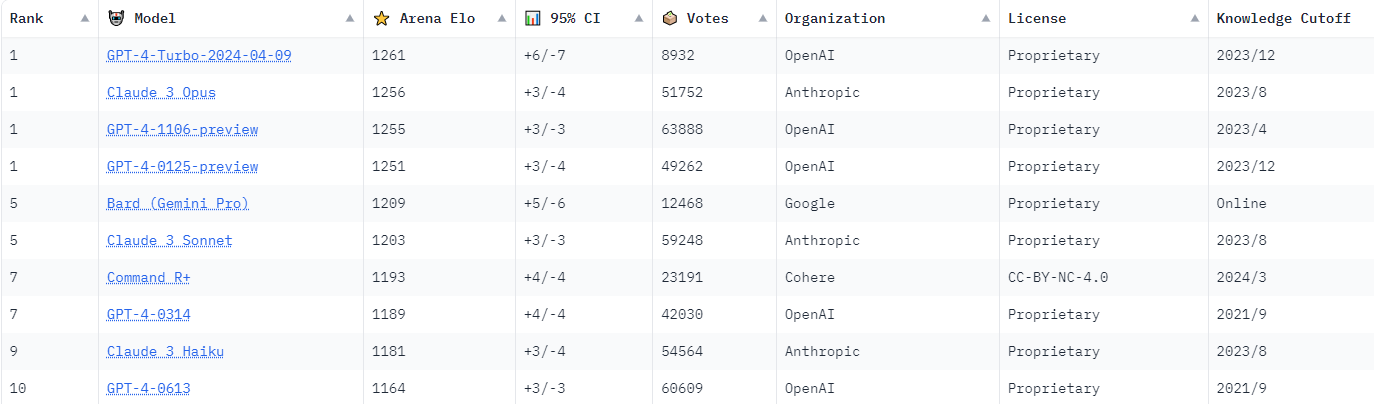 Rank Model Arena Elo 95% CI Votes Organization License Knowledge Cutoff
1 GPT-4-Turbo-2024-04-09 1261 +6/-7 8932 OpenAI Proprietary 2023/12
1 Claude 3 Opus 1256 +3/-4 51752 Anthropic Proprietary 2023/8
1 GPT-4-1106-preview 1255 +3/-3 63888 OpenAI Proprietary 2023/4
1 GPT-4-0125-preview 1251 +3/-4 49262 OpenAI Proprietary 2023/12
5 Bard (Gemini Pro) 1209 +5/-6 12468 Google Proprietary Online
5 Claude 3 Sonnet 1203 +3/-3 59248 Anthropic Proprietary 2023/8
7 Command R+ 1193 +4/-4 23191 Cohere CC-BY-NC-4.0 2024/3
7 GPT-4-0314 1189 +4/-4 42030 OpenAI Proprietary 2021/9
9 Claude 3 Haiku 1181 +3/-4 54564 Anthropic Proprietary 2023/8
10 GPT-4-0613 1164 +3/-3 60609 OpenAI Proprietary 2021/9